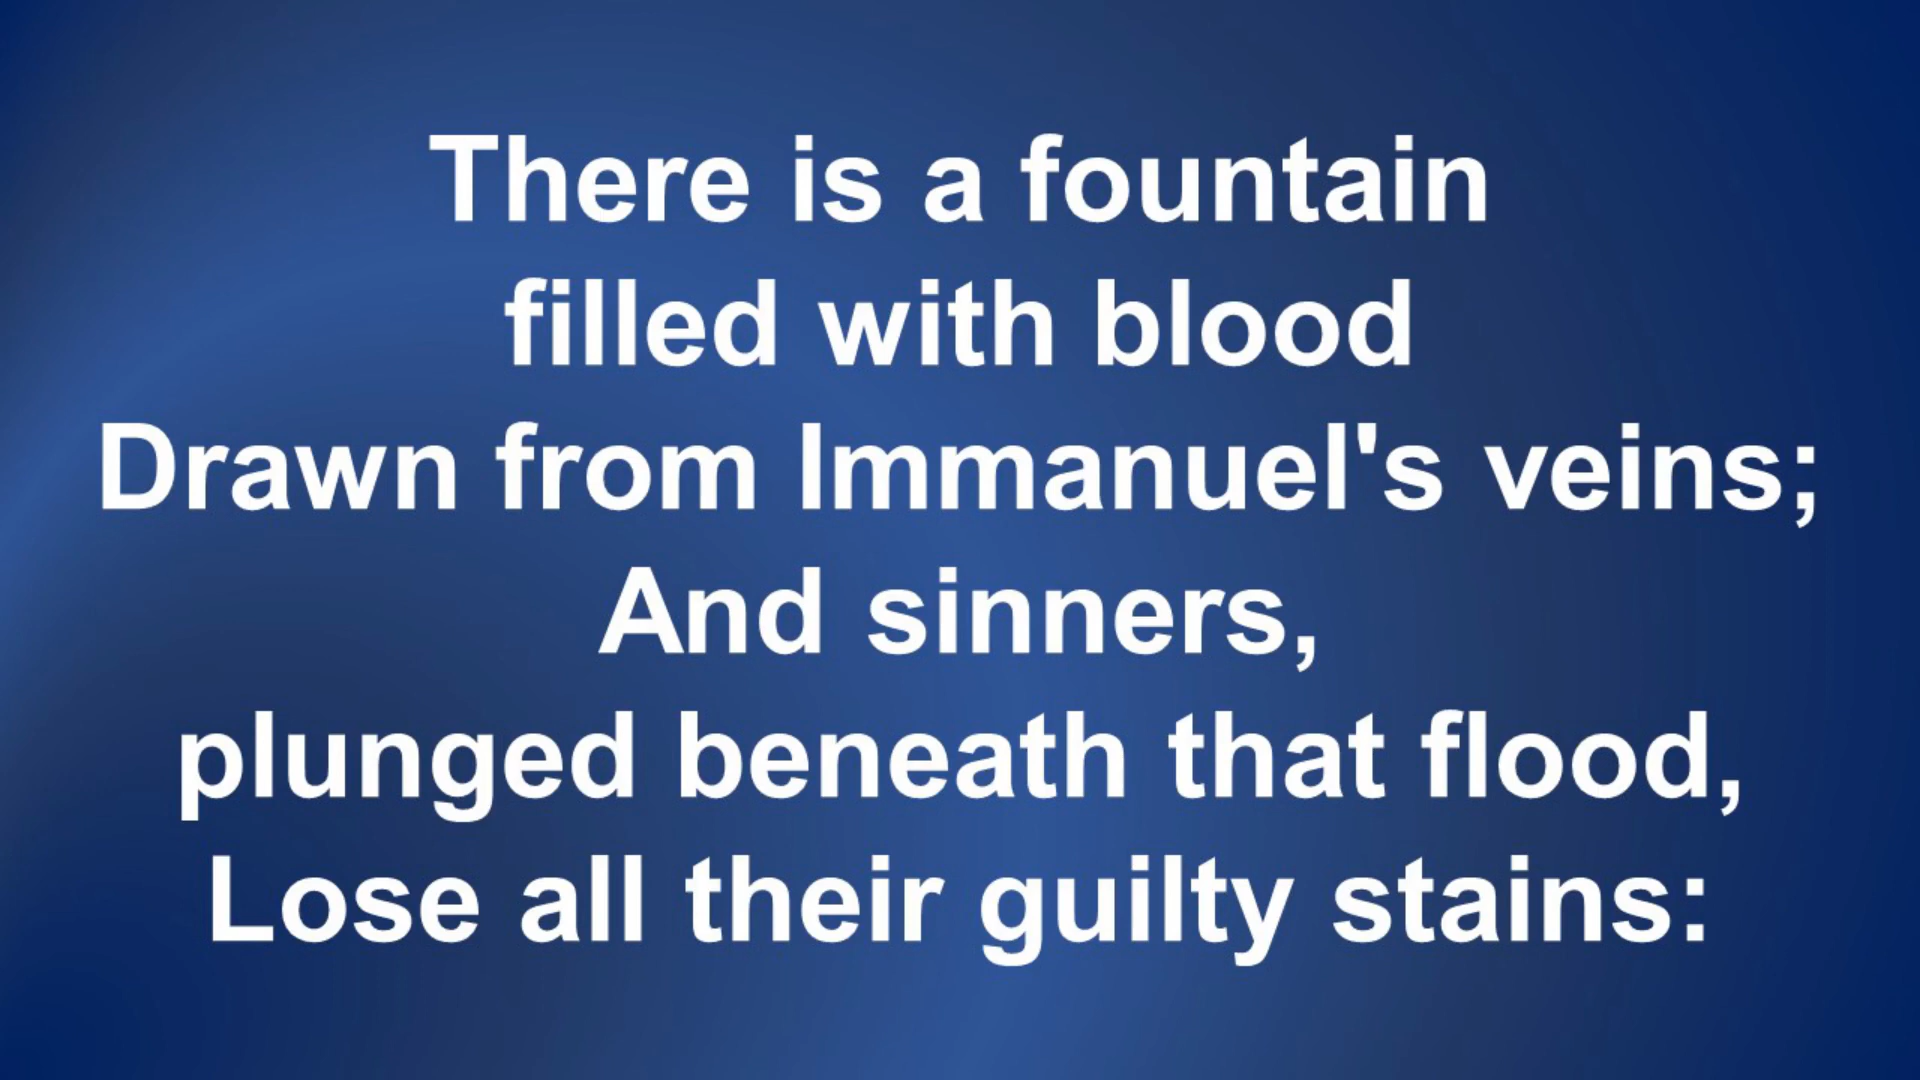 There is a fountain
filled with blood
Drawn from Immanuel's veins;
And sinners,
plunged beneath that flood,
Lose all their guilty stains: